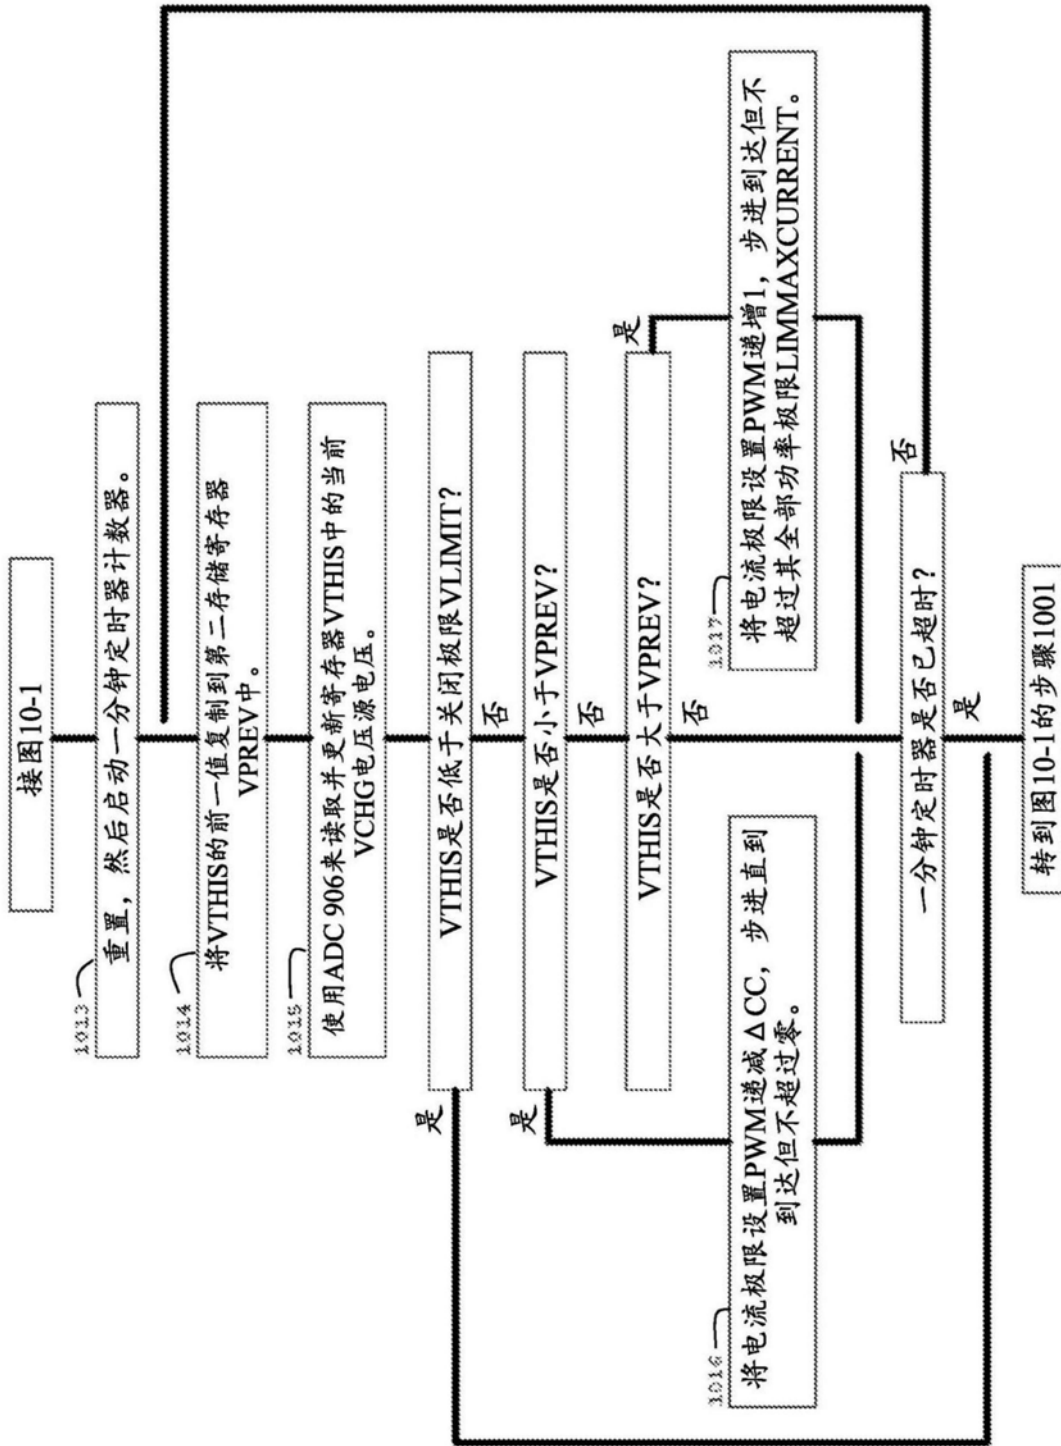 接图10-1
1013
重置，然后启动一分钟定时器计数器。
1014
将VTHIS的前一值复制到第二存储寄存器
VPREV中。
1015
使用ADC 906来读取并更新寄存器VTHIS中的当前
VCHG电压源电压。
是
VTHIS是否低于关闭极限VLIMIT？
否
是
VTHIS是否小于VPREV？
否
VTHIS是否大于VPREV？
是
否
1016
将电流极限设置PWM递减ΔCC，步进直到
到达但不超过零。
1017
将电流极限设置PWM递增1，步进到达但不
超过其全部功率极限LIMMAXCURRENT。
一分钟定时器是否已超时？
否
是
转到图10-1的步骤1001